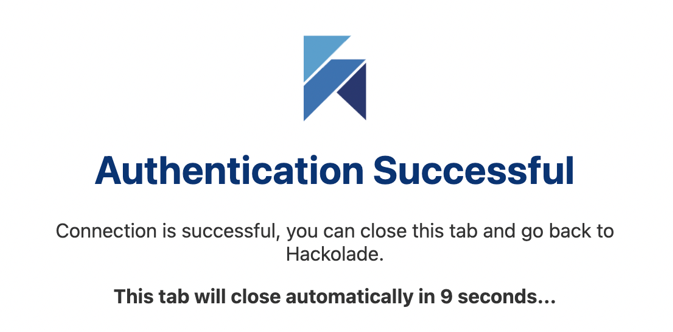 Authentication Successful
Connection is successful, you can close this tab and go back to
Hackolade.
This tab will close automatically in 9 seconds...